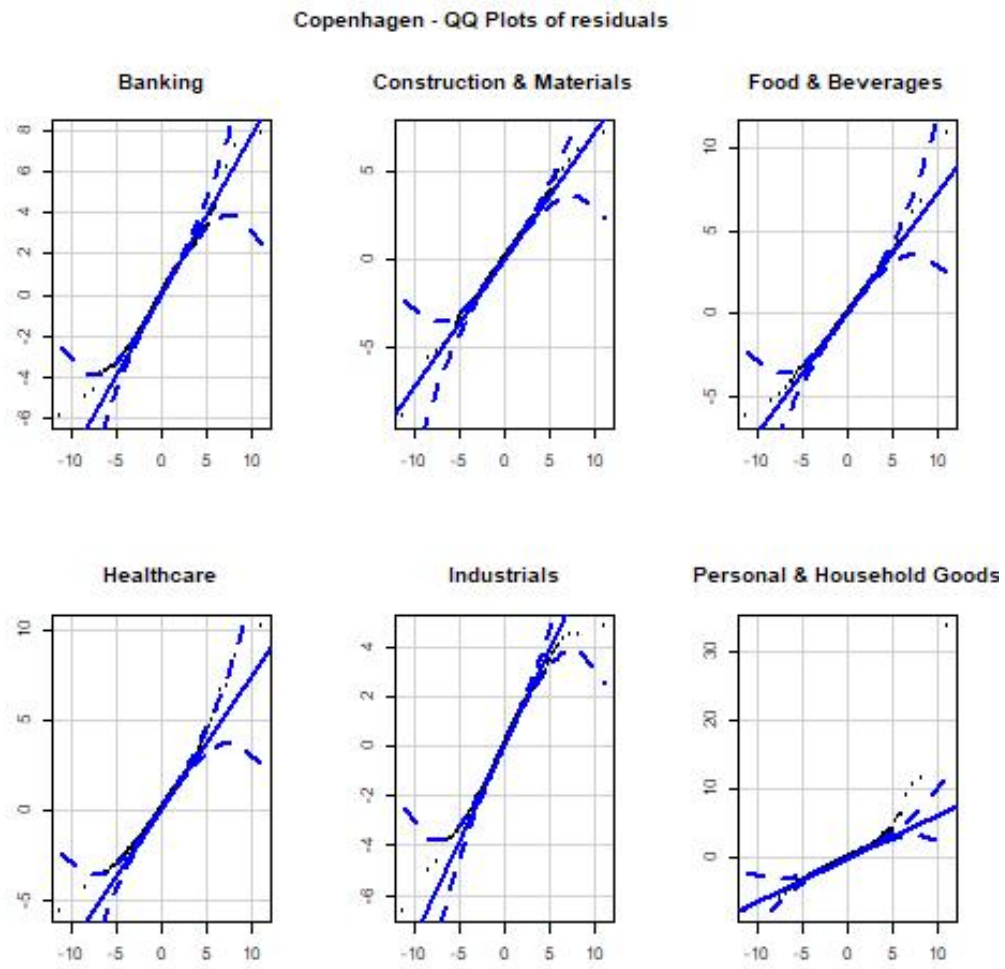 Copenhagen - QQ Plots of residuals
Banking
Construction & Materials
Food & Beverages
8
6
4
2
0
-2
-4
-6
-10 -5 0 5 10
5
0
-5
-10 -5 0 5 10
10
5
0
-5
-10 -5 0 5 10
Healthcare
Industrials
Personal & Household Goods
10
5
0
-5
-10 -5 0 5 10
4
2
0
-2
-4
-6
-10 -5 0 5 10
30
20
10
0
-10 -5 0 5 10